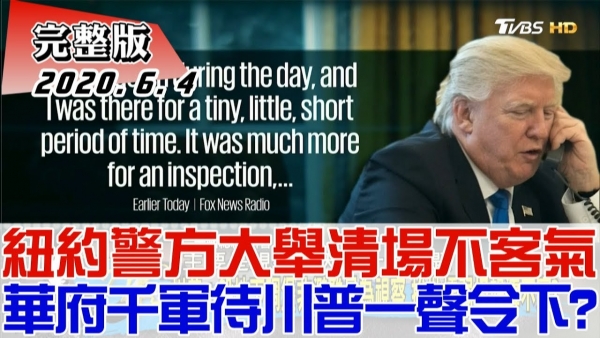 完整版
TVBS HD
2020.6.4
during the day, and
I was there for a tiny, little, short
period of time. It was much more
for an inspection,...
Earlier Today | Fox News Radio
紐約警方大舉清場不客氣
華府千軍待川普一聲令下?